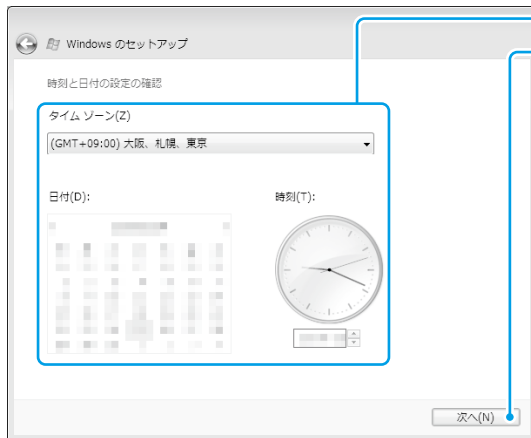 Windows のセットアップ
時刻と日付の設定の確認
タイム ゾーン(Z)
(GMT+09:00) 大阪、札幌、東京
日付(D):
時刻(T):
次へ(N)